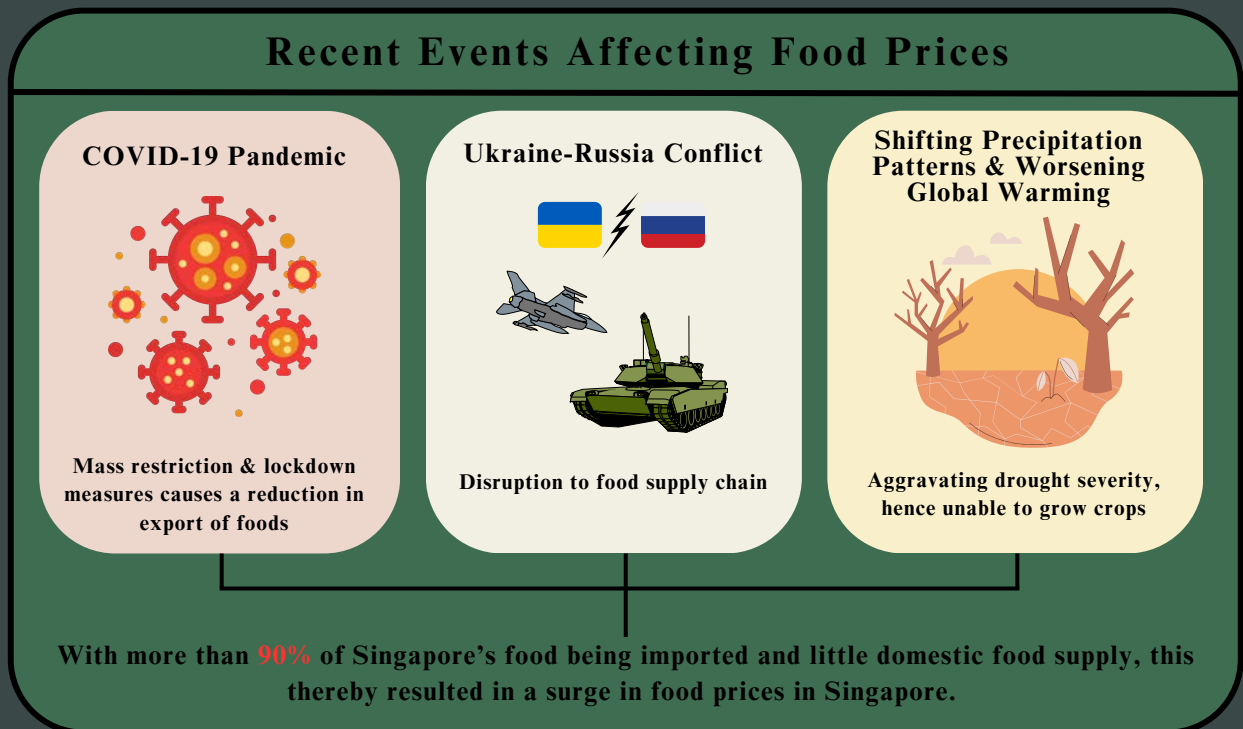 Recent Events Affecting Food Prices
COVID-19 Pandemic
Mass restriction & lockdown
measures causes a reduction in
export of foods
Ukraine-Russia Conflict
Disruption to food supply chain
Shifting Precipitation
Patterns & Worsening
Global Warming
Aggravating drought severity,
hence unable to grow crops
With more than 90% of Singapore’s food being imported and little domestic food supply, this
thereby resulted in a surge in food prices in Singapore.